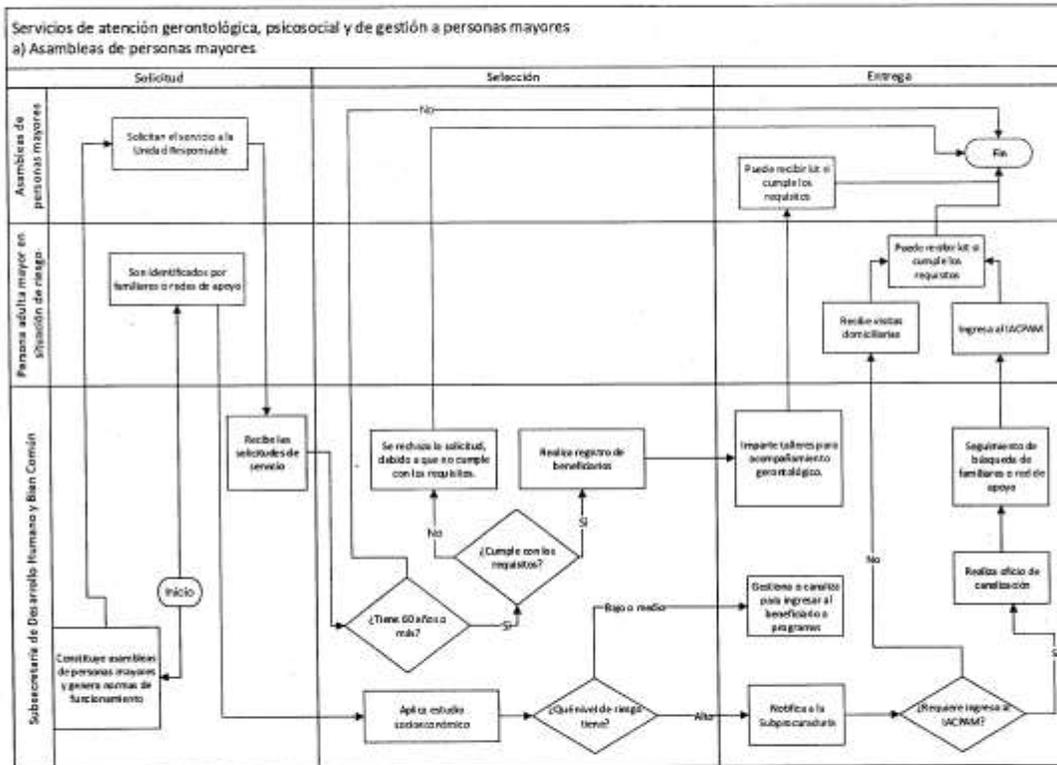 Servicios de atención gerontológica, psicosocial y de gestión a personas mayores
a) Asambleas de personas mayores
Solicitud
Selección
Entrega
Asambleas de
personas mayores
Solicitan el servicio a la
Unidad Responsable
No
Fin
Puede recibir kit si
cumple los
requisitos
Persona adulta mayor en
situación de riesgo
Son identificados por
familiares o redes de apoyo
Puede recibir kit si
cumple los
requisitos
Recibe visitas
domiciliarias
Ingresa al IACPAM
Subsecretaría de Desarrollo Humano y Bien Común
Recibe las
solicitudes de
servicio
Se rechaza la solicitud,
debido a que no cumple
con los requisitos.
Realiza registro de
beneficiarios
Imparte talleres para
acompañamiento
gerontológico.
Seguimiento de
búsqueda de
familiares o red de
apoyo
No
¿Cumple con los
requisitos?
Si
No
Inicio
¿Tiene 60 años o
más?
Si
Bajo o medio
Gestiona o canaliza
para ingresar al
beneficiario a
programas
Realiza oficio de
canalización
Constituye asambleas
de personas mayores
y genera normas de
funcionamiento
Aplica estudio
socioeconómico
¿Qué nivel de riesgo
tiene?
Alto
Notifica a la
Subprocuraduría
¿Requiere ingreso al
IACPAM?